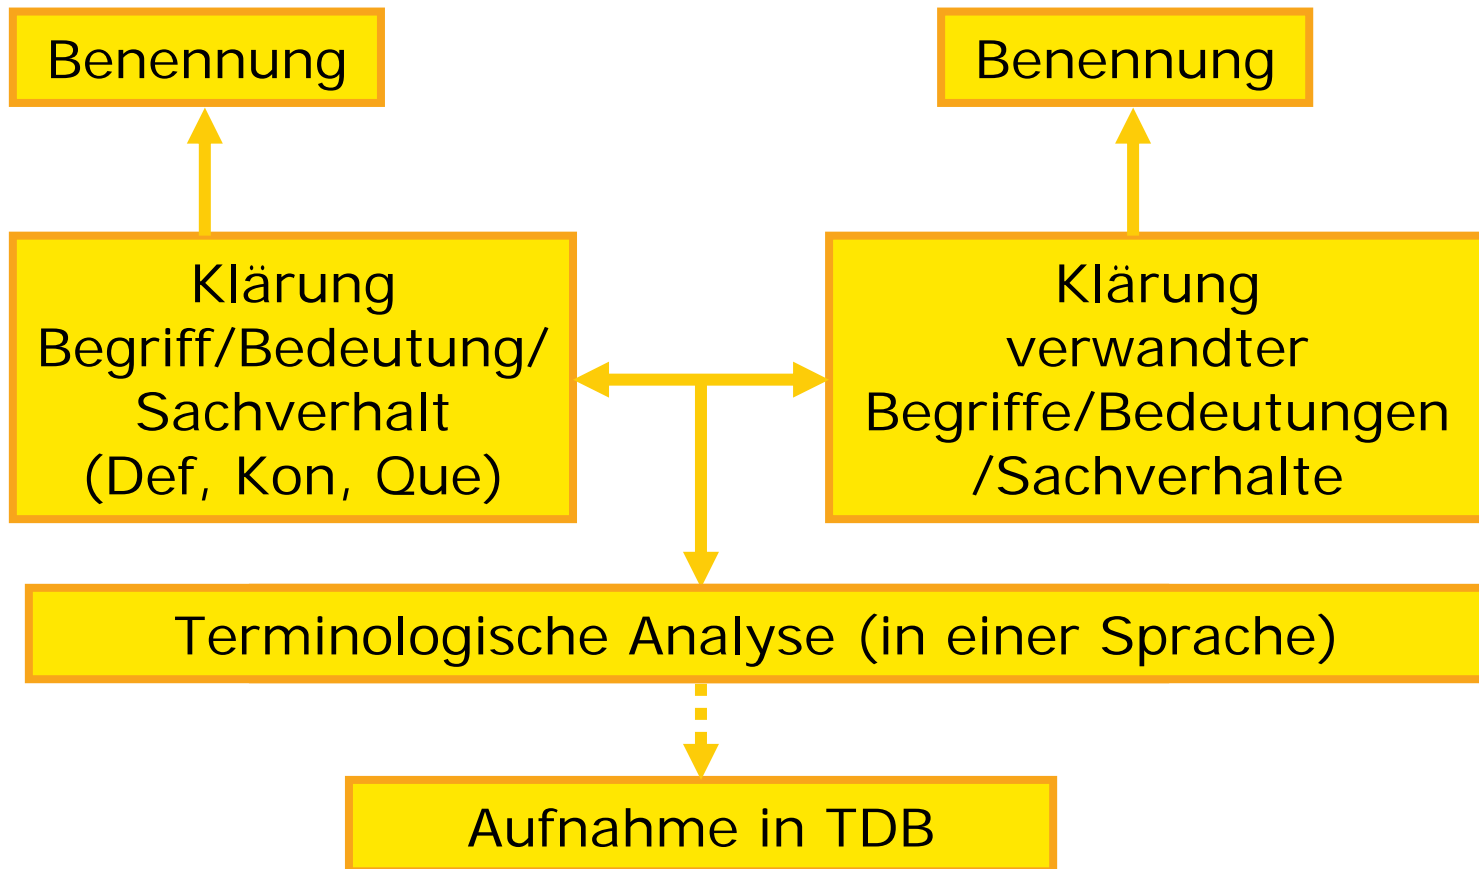 Benennung
Benennung
Klärung
Begriff/Bedeutung/
Sachverhalt
(Def, Kon, Que)
Klärung
verwandter
Begriffe/Bedeutungen
/Sachverhalte
Terminologische Analyse (in einer Sprache)
Aufnahme in TDB